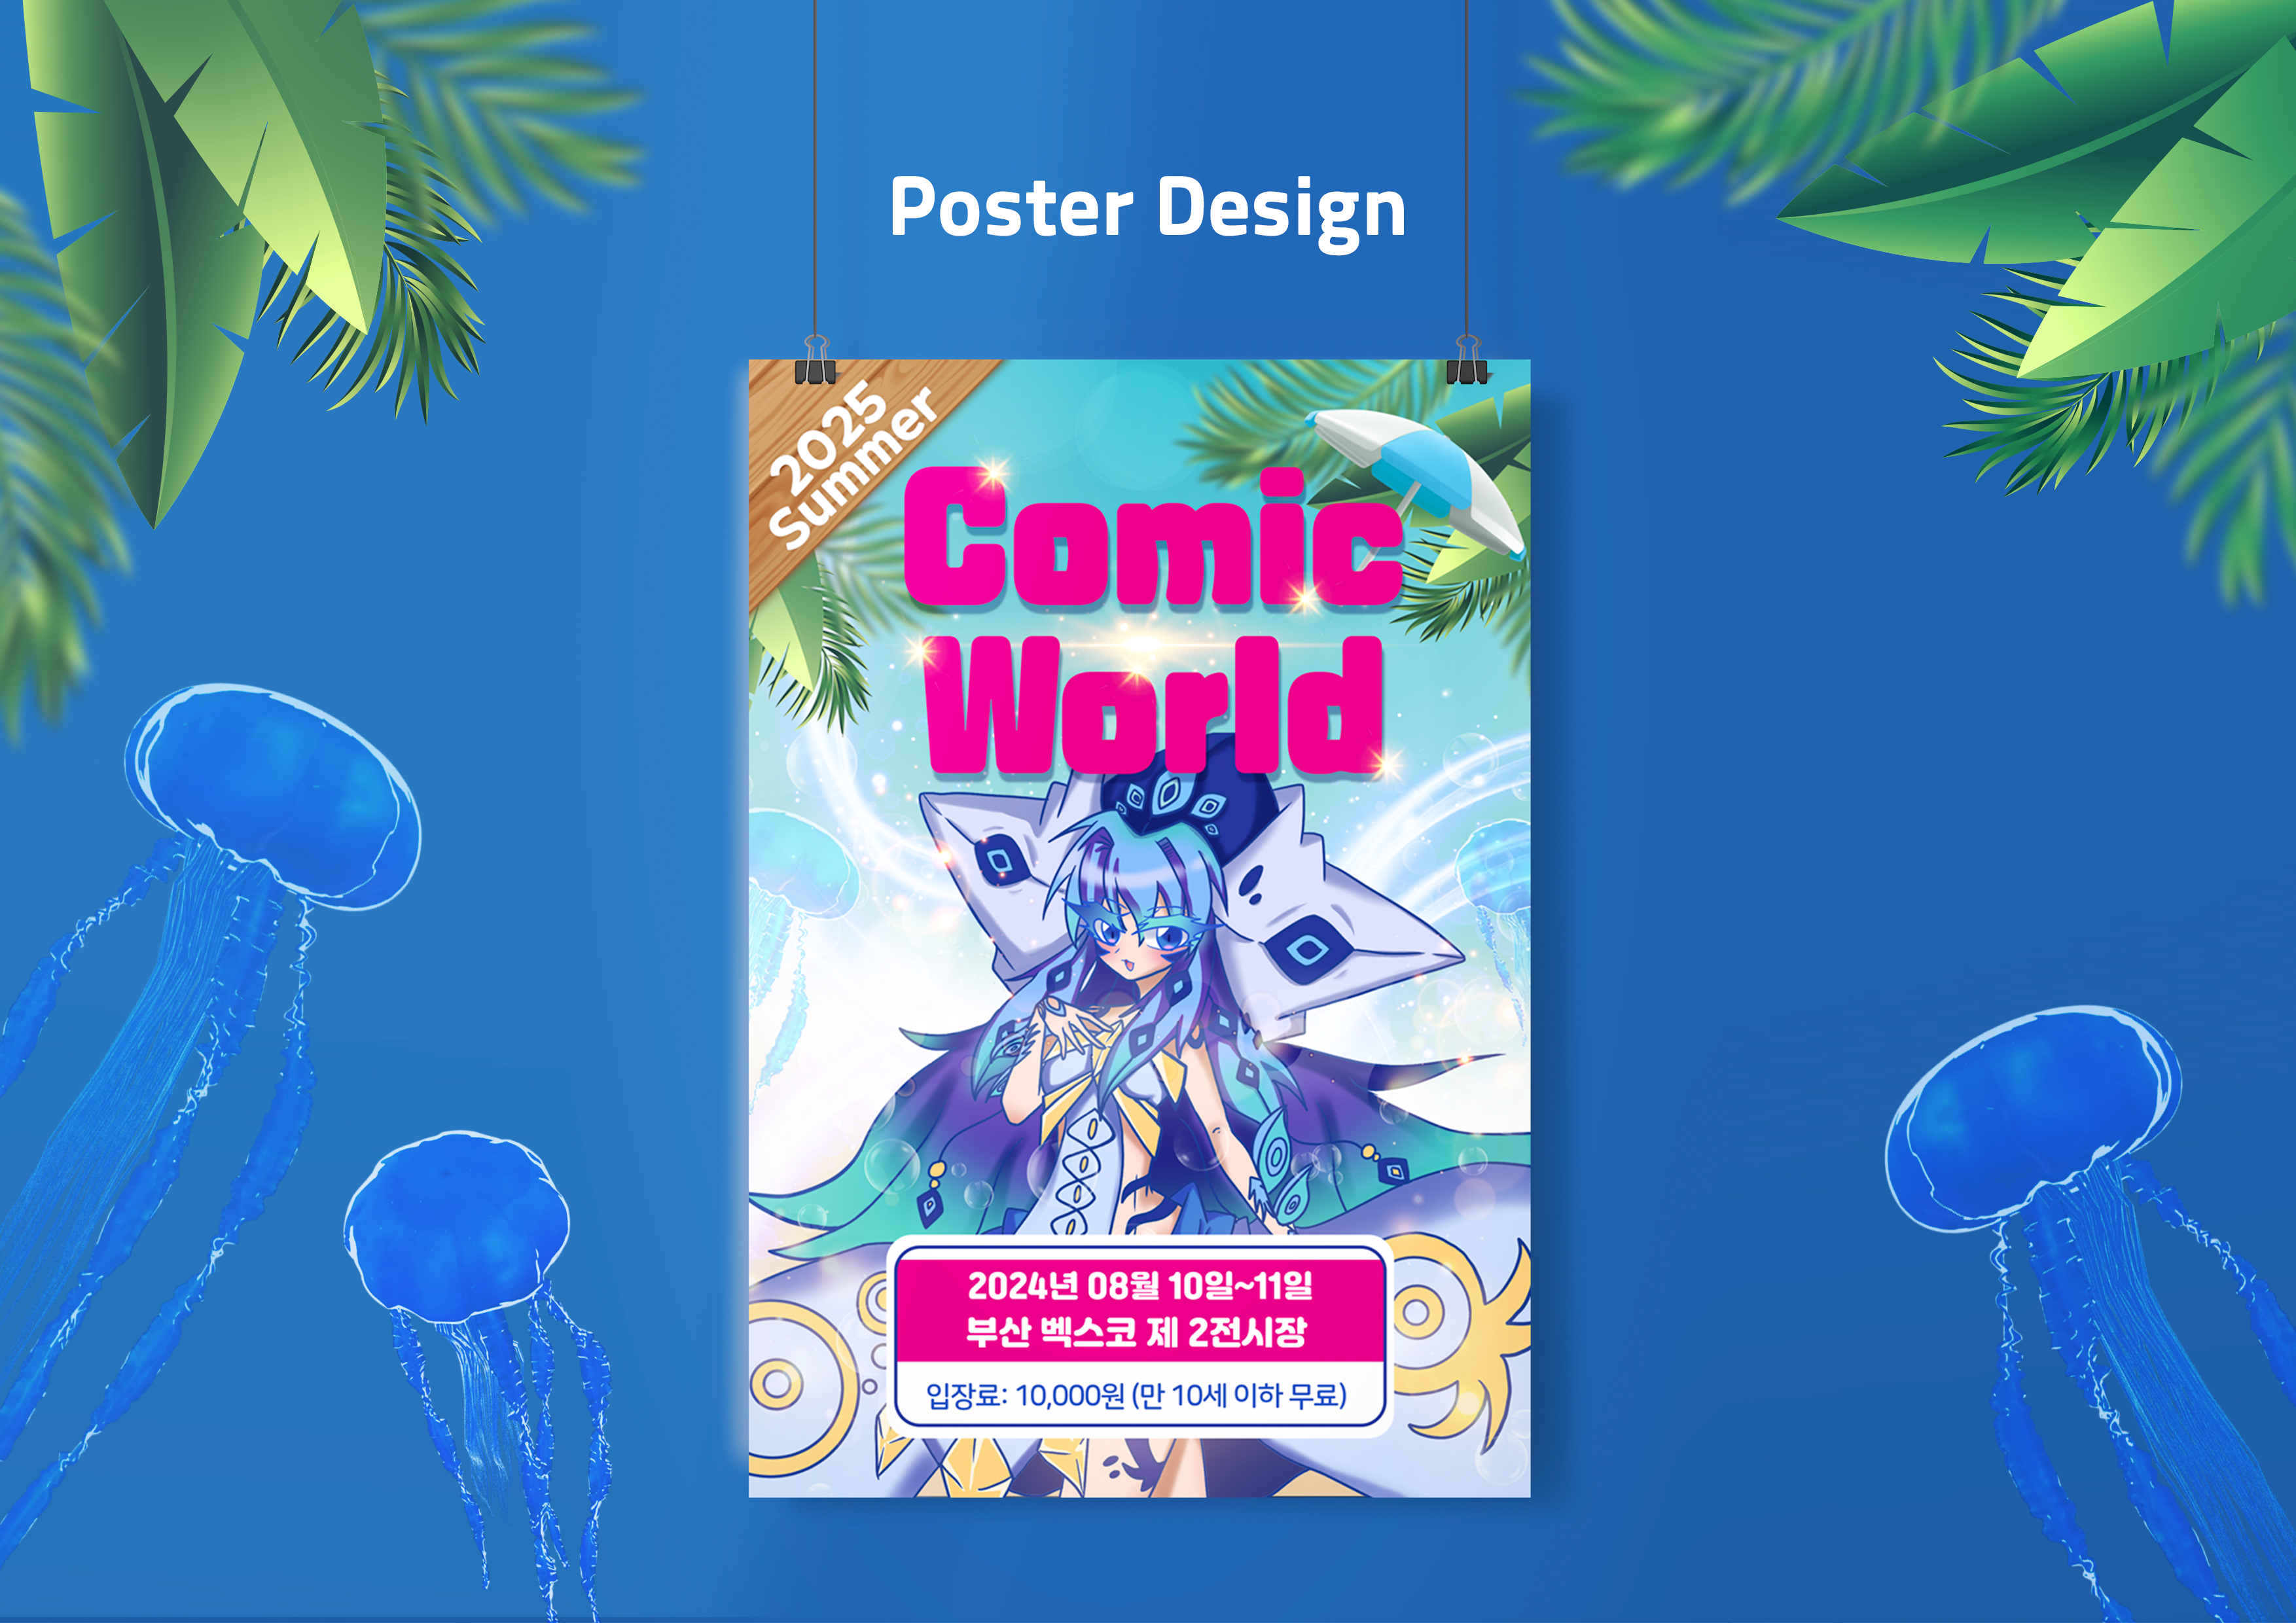 Poster Design
2025
Summer
Comic
World
2024년 08월 10일~11일
부산 벡스코 제 2전시장
입장료: 10,000원 (만 10세 이하 무료)